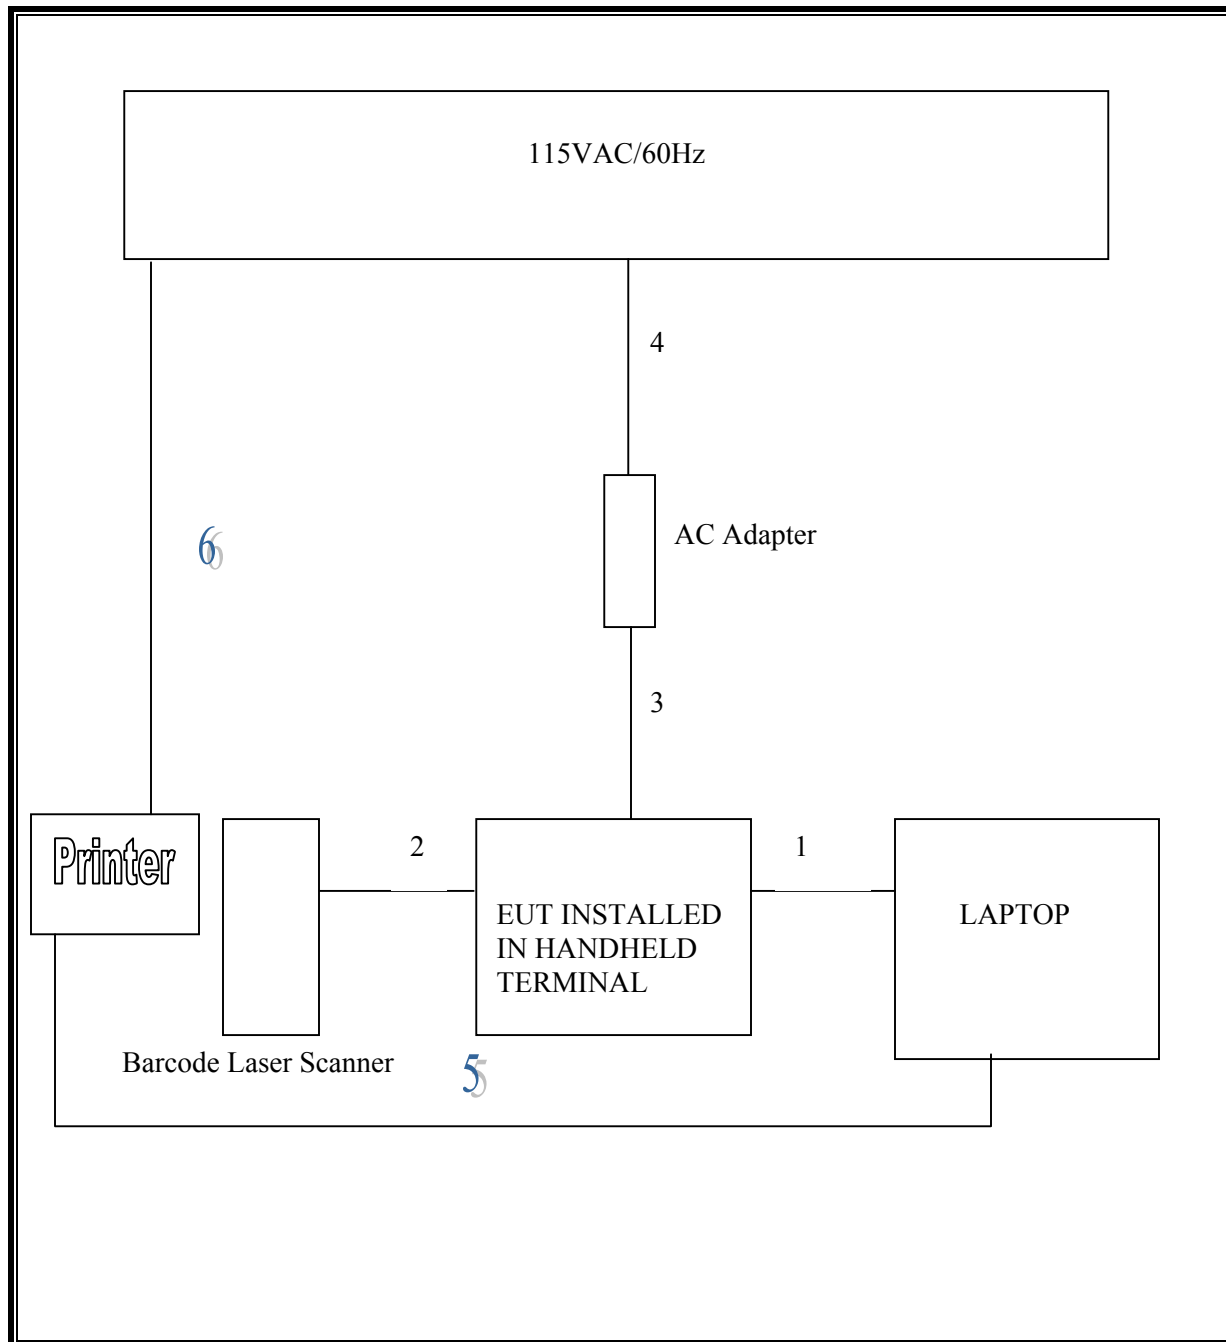 115VAC/60Hz
4
6
AC Adapter
3
Printer
2
1
EUT INSTALLED
IN HANDHELD
TERMINAL
LAPTOP
Barcode Laser Scanner
5